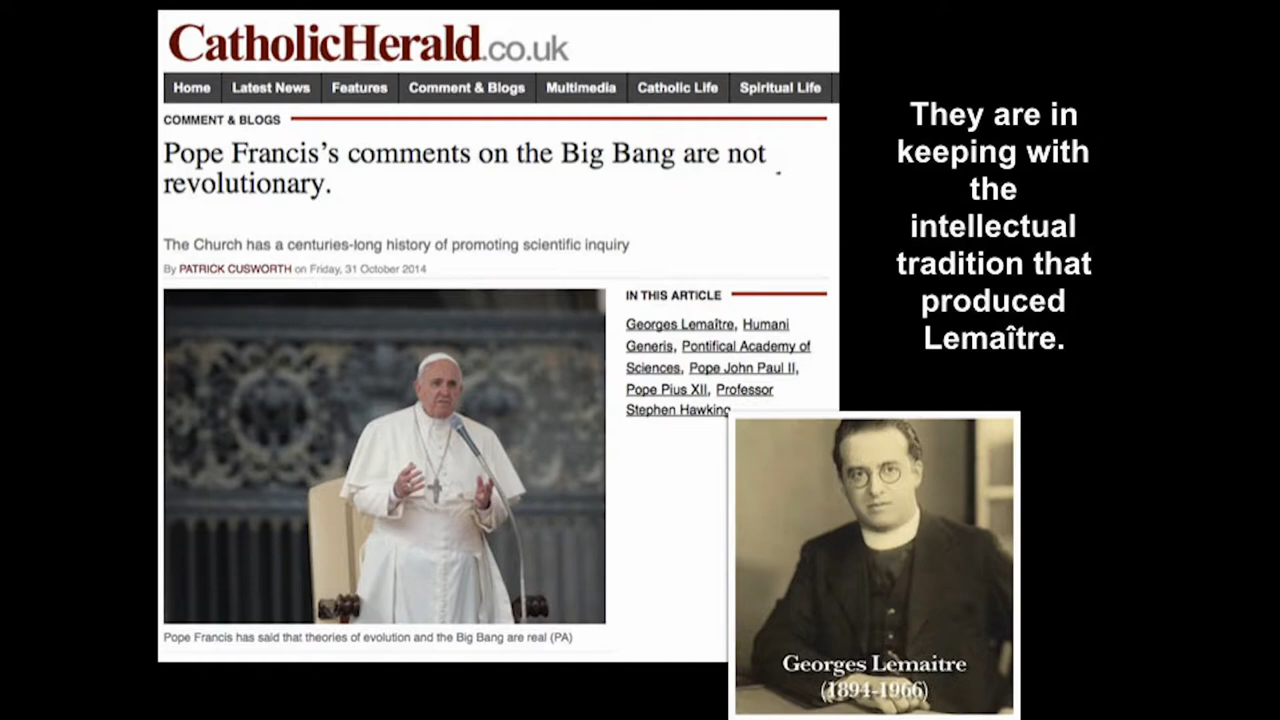 CatholicHerald.co.uk
Home Latest News Features Comment & Blogs Multimedia Catholic Life Spiritual Life
COMMENT & BLOGS
Pope Francis's comments on the Big Bang are not
revolutionary.
The Church has a centuries-long history of promoting scientific inquiry
By PATRICK CUSWORTH on Friday, 31 October 2014
IN THIS ARTICLE
Georges Lemaître, Humani
Generis, Pontifical Academy of
Sciences, Pope John Paul II,
Pope Pius XII, Professor
Stephen Hawking
Pope Francis has said that theories of evolution and the Big Bang are real (PA)
They are in
keeping with
the
intellectual
tradition that
produced
Lemaître.
Georges Lemaitre
(1894-1966)